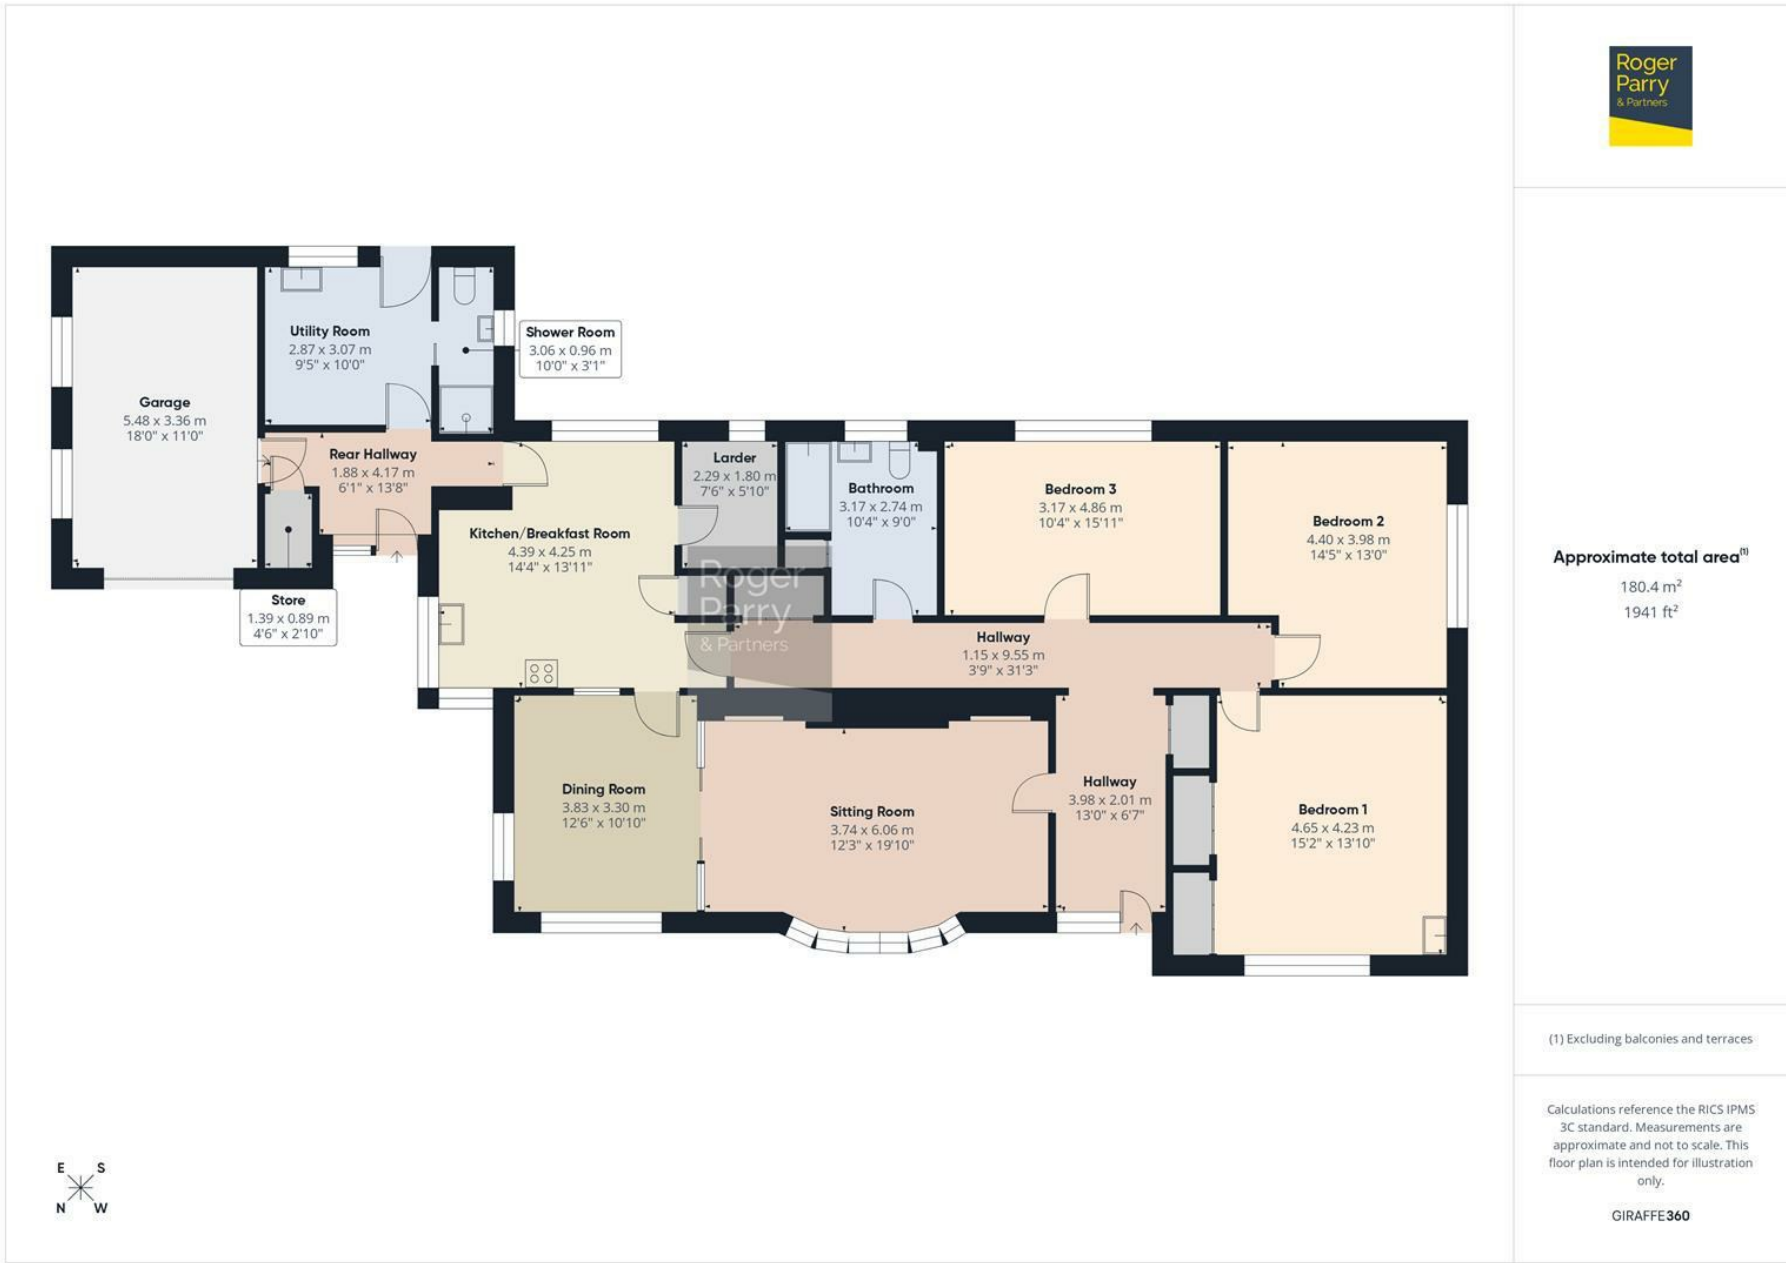 Roger
Parry
& Partners
Utility Room
2.87 x 3.07 m
9'5" x 10'0"
Shower Room
3.06 x 0.96 m
10'0" x 3'1"
Garage
5.48 x 3.36 m
18'0" x 11'0"
Rear Hallway
1.88 x 4.17 m
6'1" x 13'8"
Larder
2.29 x 1.80 m
7'6" x 5'10"
Bathroom
3.17 x 2.74 m
10'4" x 9'0"
Bedroom 3
3.17 x 4.86 m
10'4" x 15'11"
Bedroom 2
4.40 x 3.98 m
14'5" x 13'0"
Kitchen/Breakfast Room
4.39 x 4.25 m
14'4" x 13'11"
Roger
Parry
& Partners
Store
1.39 x 0.89 m
4'6" x 2'10"
Hallway
1.15 x 9.55 m
3'9" x 31'3"
Dining Room
3.83 x 3.30 m
12'6" x 10'10"
Sitting Room
3.74 x 6.06 m
12'3" x 19'10"
Hallway
3.98 x 2.01 m
13'0" x 6'7"
Bedroom 1
4.65 x 4.23 m
15'2" x 13'10"
Approximate total area(1)
180.4 m²
1941 ft²
(1) Excluding balconies and terraces
Calculations reference the RICS IPMS
3C standard. Measurements are
approximate and not to scale. This
floor plan is intended for illustration
only.
GIRAFFE360
E S
N W